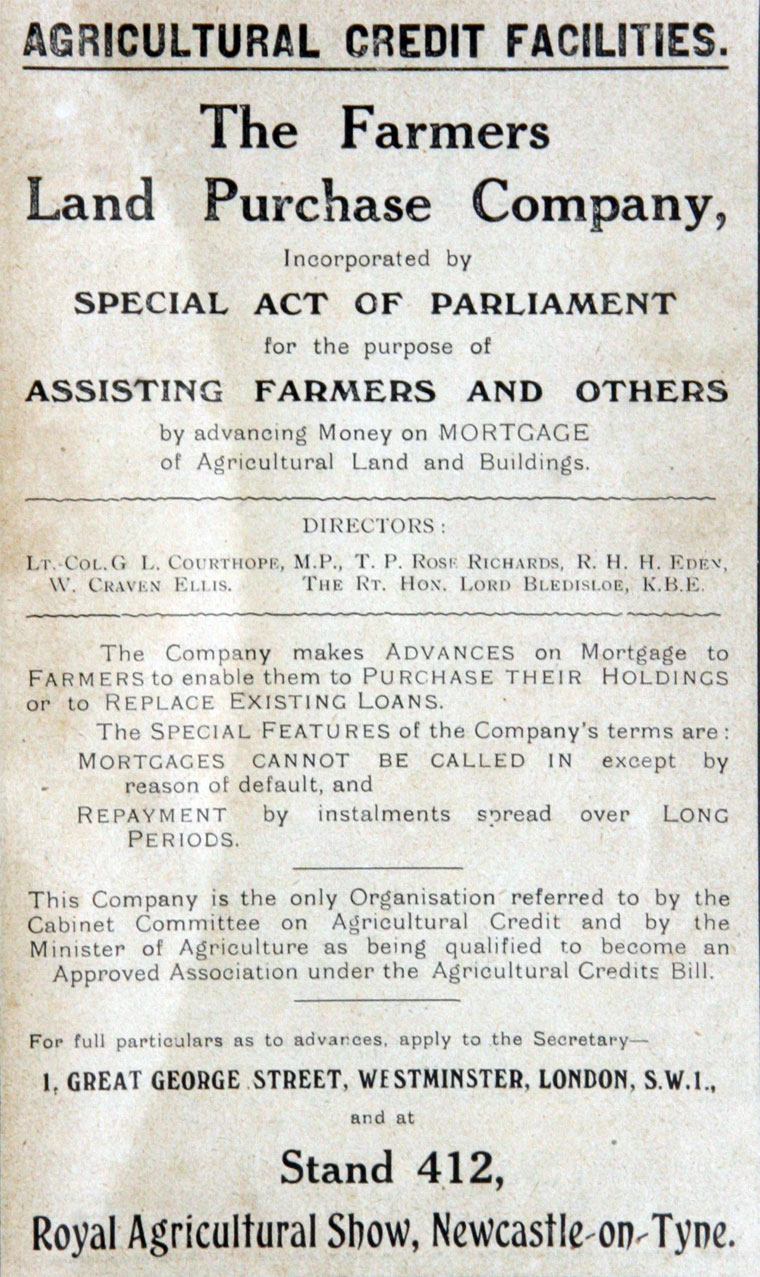 AGRICULTURAL CREDIT FACILITIES.
The Farmers
Land Purchase Company,
Incorporated by
SPECIAL ACT OF PARLIAMENT
for the purpose of
ASSISTING FARMERS AND OTHERS
by advancing Money on MORTGAGE
of Agricultural Land and Buildings.
DIRECTORS:
LT.-COL. G L. COURTHOPE, M.P., T. P. ROSE RICHARDS, R. H. H. EDEN,
W. CRAVEN ELLIS. THE RT. HON. LORD BLEDISLOE, K.B.E.
The Company makes ADVANCES on Mortgage to
FARMERS to enable them to PURCHASE THEIR HOLDINGS
or to REPLACE EXISTING LOANS.
The SPECIAL FEATURES of the Company's terms are:
MORTGAGES CANNOT BE CALLED IN except by
reason of default, and
REPAYMENT by instalments spread over LONG
PERIODS.
This Company is the only Organisation referred to by the
Cabinet Committee on Agricultural Credit and by the
Minister of Agriculture as being qualified to become an
Approved Association under the Agricultural Credits Bill.
For full particulars as to advances, apply to the Secretary—
1, GREAT GEORGE STREET, WESTMINSTER, LONDON, S.W.1.,
and at
Stand 412,
Royal Agricultural Show, Newcastle-on-Tyne.